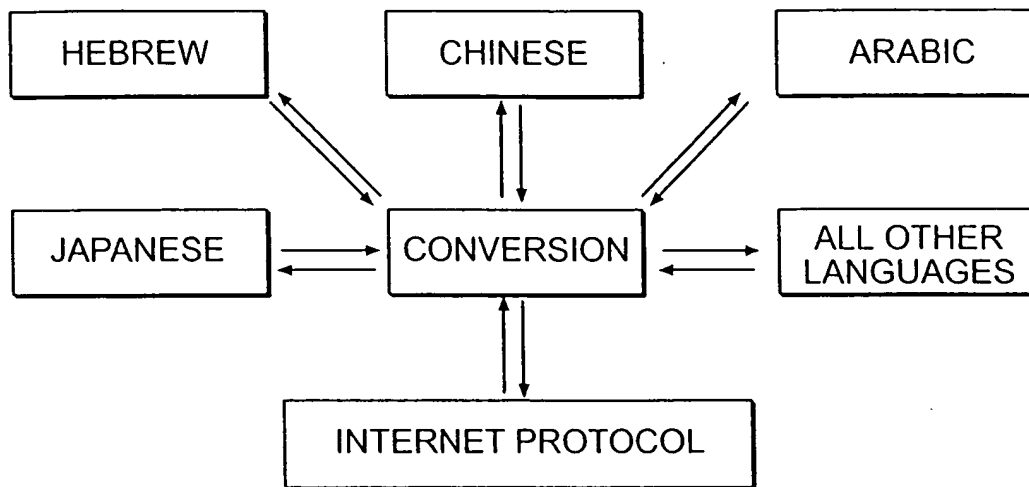 HEBREW
CHINESE
ARABIC
JAPANESE
CONVERSION
ALL OTHER
LANGUAGES
INTERNET PROTOCOL